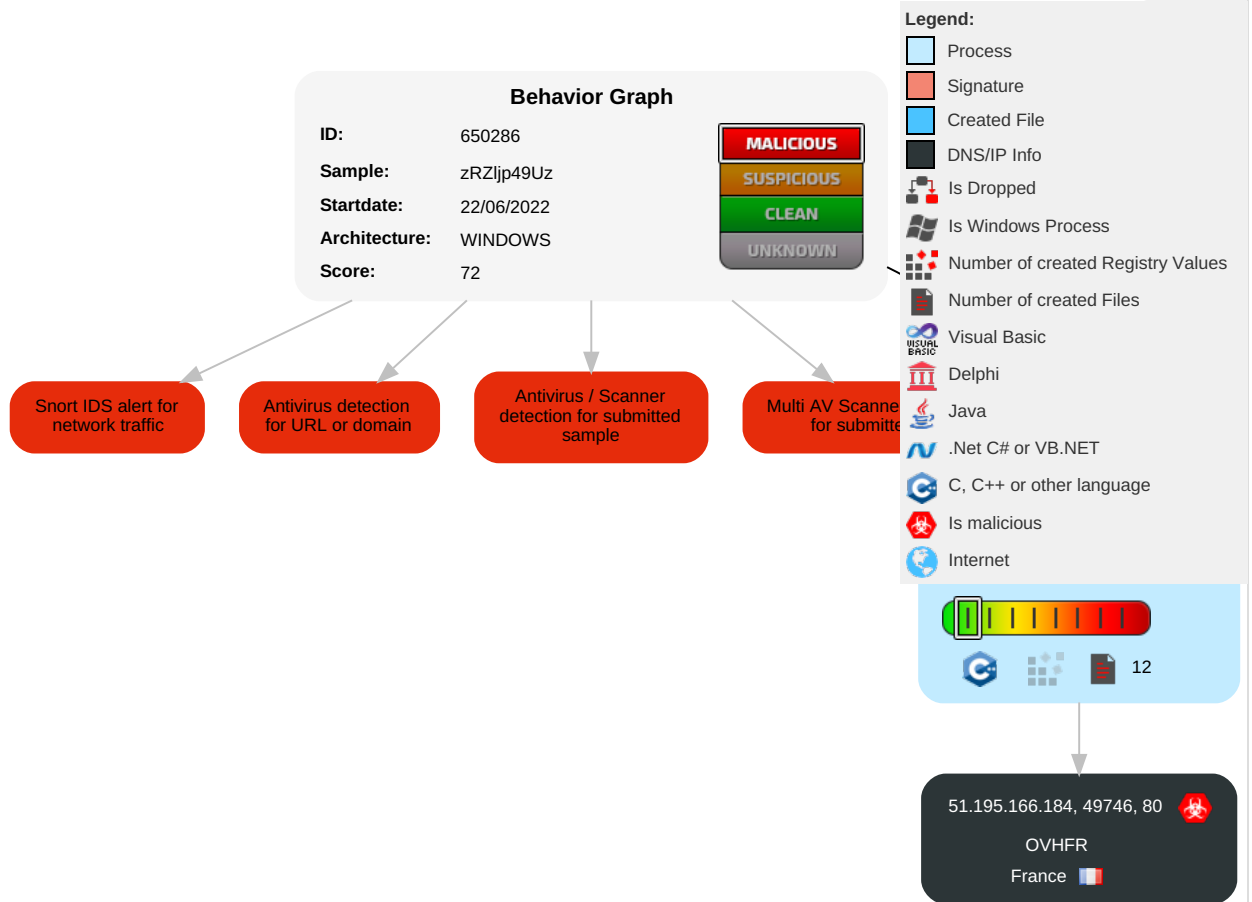 Behavior Graph
ID: 650286
Sample: zRZljp49Uz
Startdate: 22/06/2022
Architecture: WINDOWS
Score: 72
MALICIOUS
SUSPICIOUS
CLEAN
UNKNOWN
Snort IDS alert for
network traffic
Antivirus detection
for URL or domain
Antivirus / Scanner
detection for submitted
sample
Multi AV Scanne
for submitte
Legend:
Process
Signature
Created File
DNS/IP Info
Is Dropped
Is Windows Process
Number of created Registry Values
Number of created Files
VISUAL
BASIC
Visual Basic
Delphi
Java
.Net C# or VB.NET
C, C++ or other language
Is malicious
Internet
12
51.195.166.184, 49746, 80
OVHFR
France